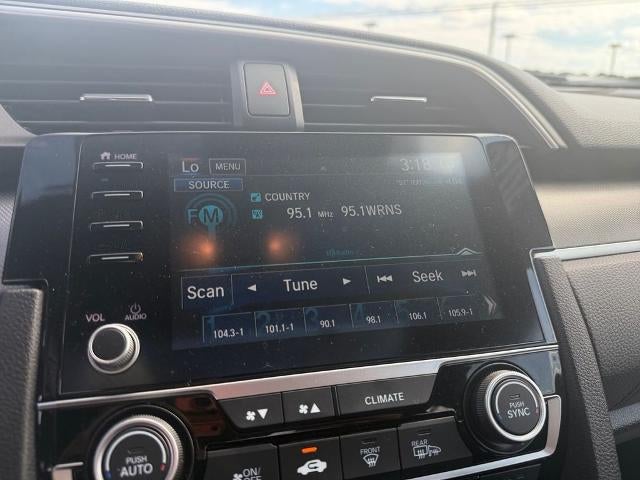 HOME
Lo MENU 3:18
SOURCE
COUNTRY
FM 95.1 MHz 95.1WRNS
Scan Tune Seek
VOL AUDIO
104.3-1 101.1-1 90.1 98.1 106.1 105.9-1
CLIMATE
PUSH SYNC
PUSH AUTO
ON/OFF
FRONT
REAR